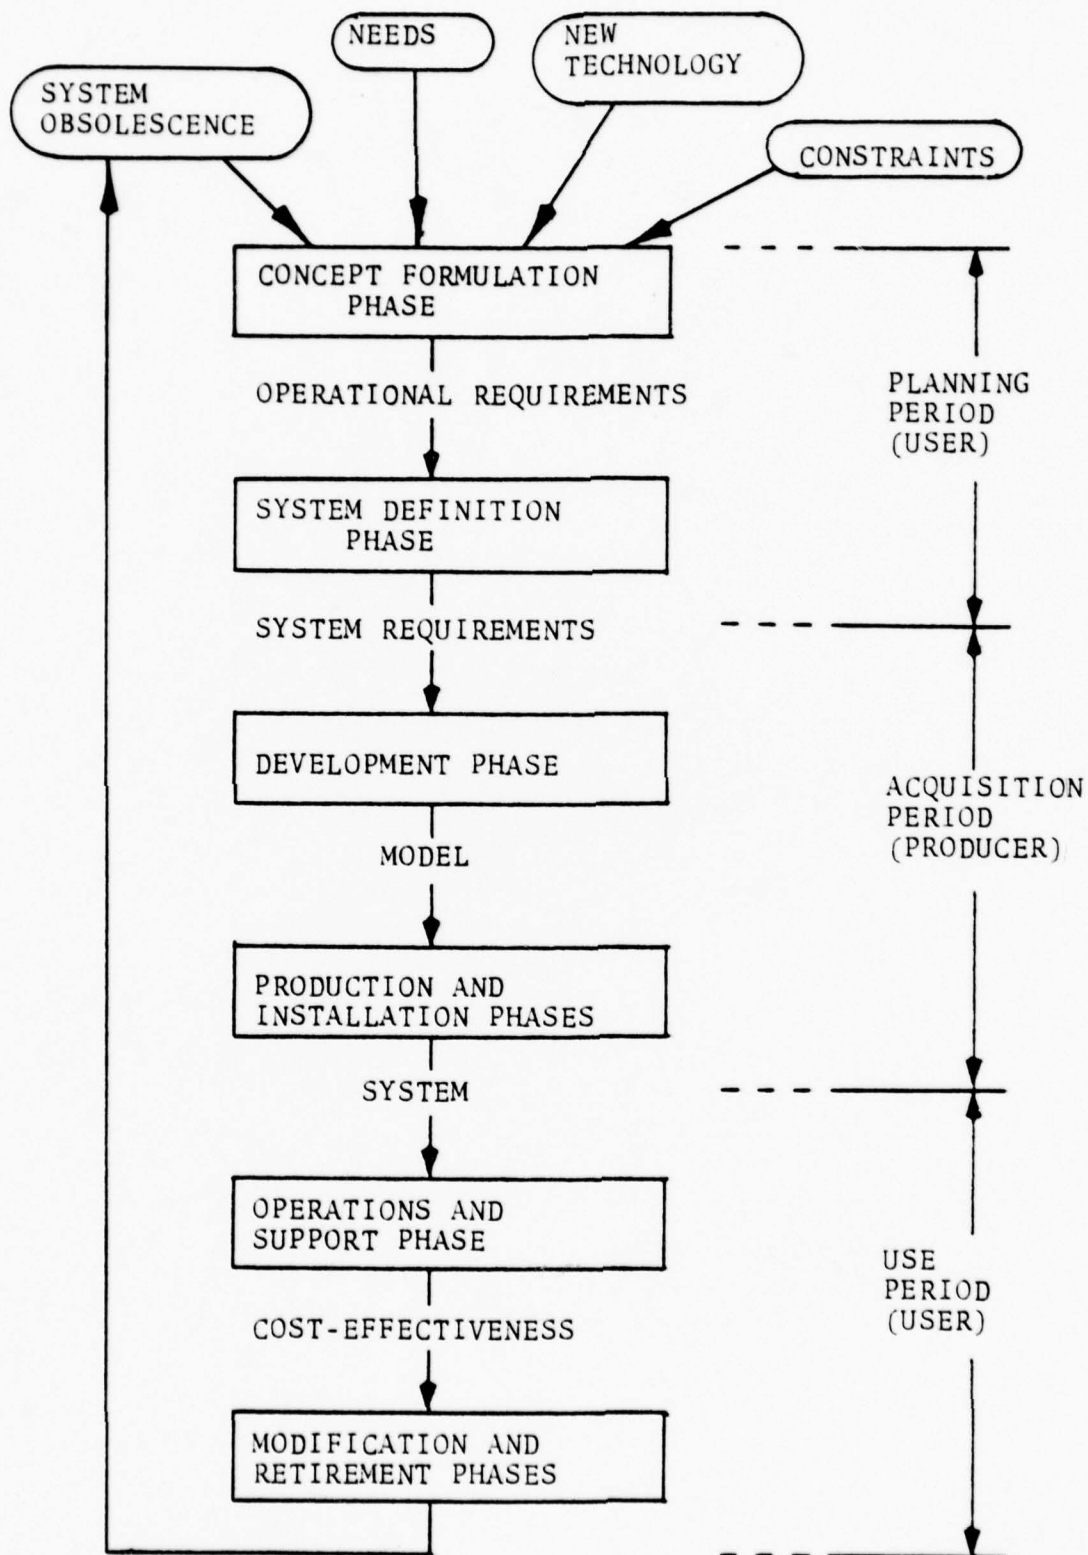 NEEDS
NEW
TECHNOLOGY
SYSTEM
OBSOLESCENCE
CONSTRAINTS
CONCEPT FORMULATION
PHASE
OPERATIONAL REQUIREMENTS
PLANNING
PERIOD
(USER)
SYSTEM DEFINITION
PHASE
SYSTEM REQUIREMENTS
DEVELOPMENT PHASE
ACQUISITION
PERIOD
(PRODUCER)
MODEL
PRODUCTION AND
INSTALLATION PHASES
SYSTEM
OPERATIONS AND
SUPPORT PHASE
USE
PERIOD
(USER)
COST-EFFECTIVENESS
MODIFICATION AND
RETIREMENT PHASES